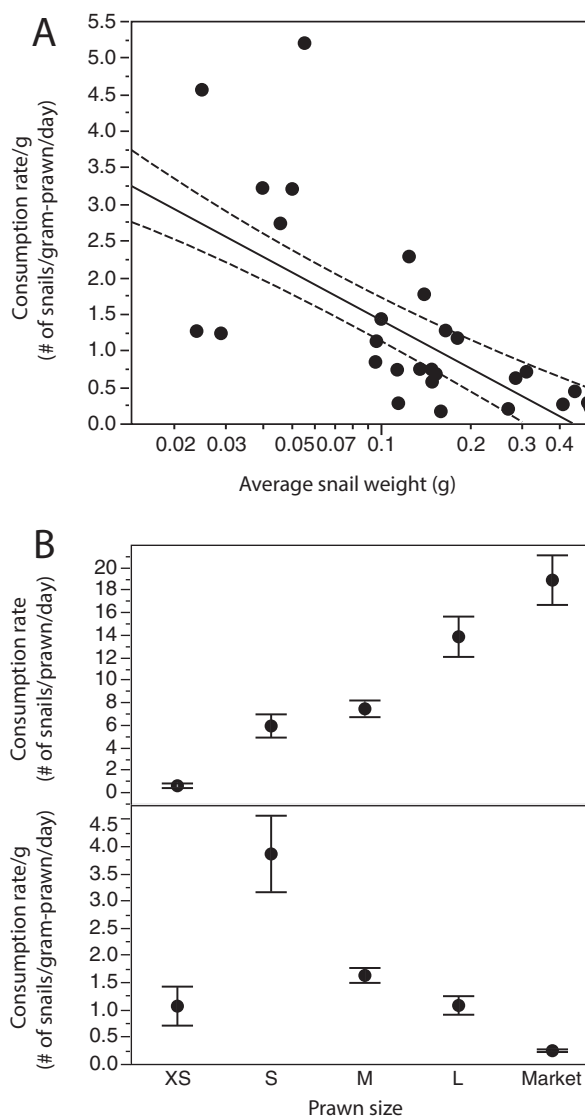 A
Consumption rate/g
(# of snails/gram-prawn/day)
5.5
5.0
4.5
4.0
3.5
3.0
2.5
2.0
1.5
1.0
0.5
0.0
0.02 0.03 0.050.07 0.1 0.2 0.3 0.4
Average snail weight (g)
B
Consumption rate
(# of snails/prawn/day)
20
18
16
14
12
10
8
6
4
2
0
Consumption rate/g
(# of snails/gram-prawn/day)
4.5
4.0
3.5
3.0
2.5
2.0
1.5
1.0
0.5
0.0
XS S M L Market
Prawn size